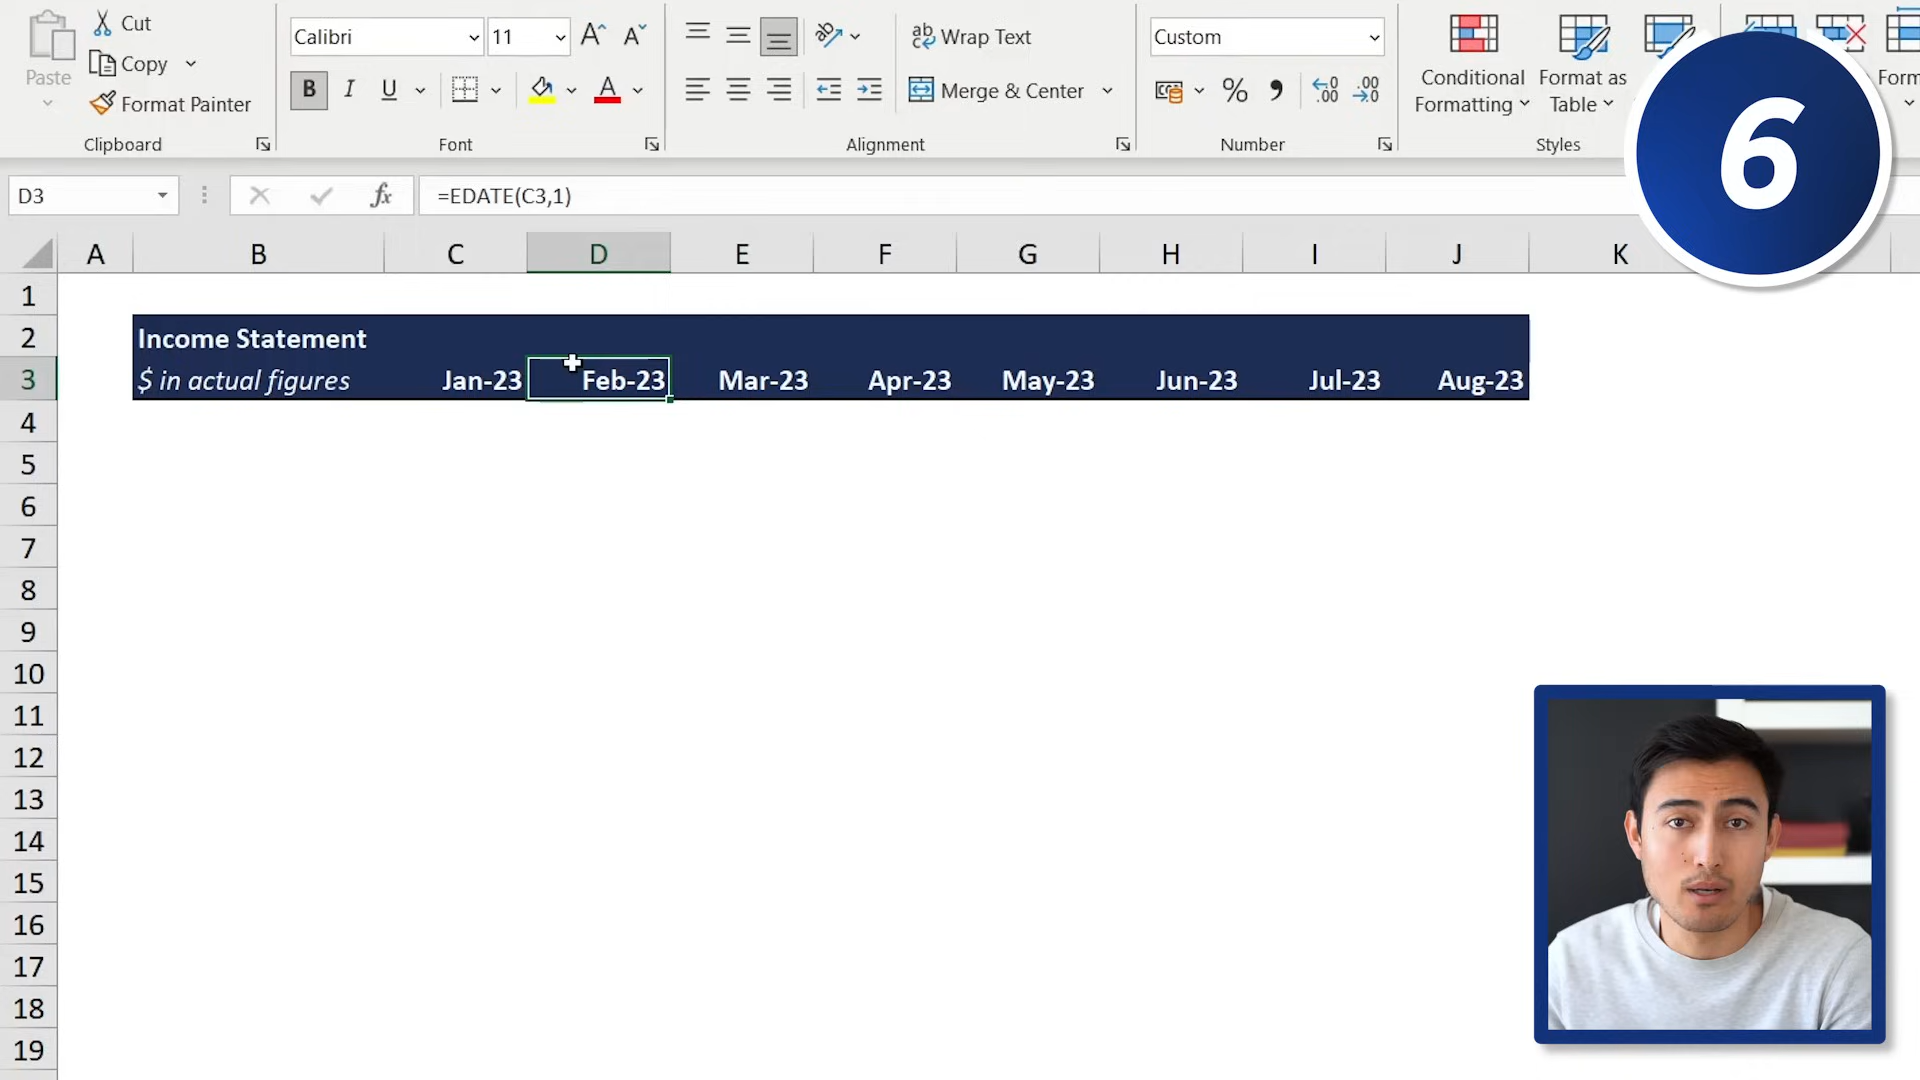 Cut
Calibri
11
Wrap Text
Custom
Paste
Copy
Format Painter
B I U
A
Merge & Center
%
Conditional
Formatting
Format as
Table
Form
Clipboard
Font
Alignment
Number
Styles
6
D3
fx
=EDATE(C3,1)
A B C D E F G H I J K
1
2 Income Statement
3 $ in actual figures Jan-23 Feb-23 Mar-23 Apr-23 May-23 Jun-23 Jul-23 Aug-23
4
5
6
7
8
9
10
11
12
13
14
15
16
17
18
19